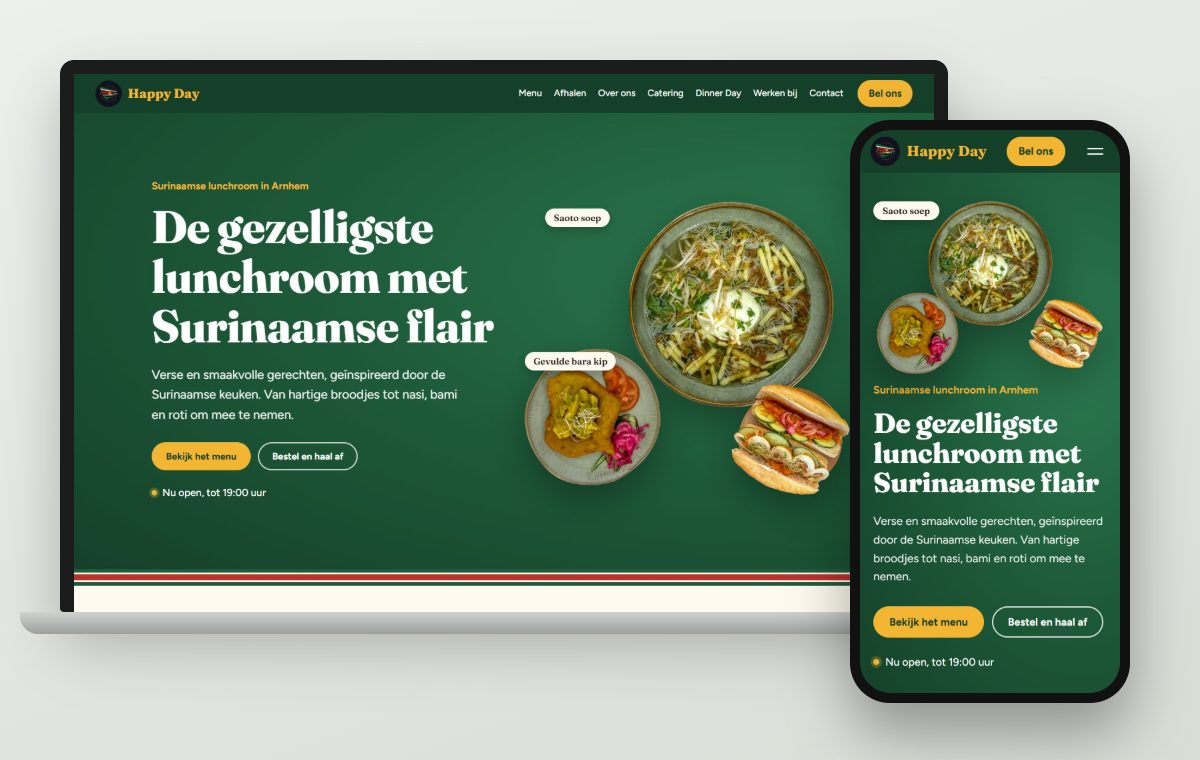 Happy Day
Menu Afhalen Over ons Catering Dinner Day Werken bij Contact Bel ons
Surinaamse lunchroom in Arnhem
De gezelligste
lunchroom met
Surinaamse flair
Verse en smaakvolle gerechten, geïnspireerd door de
Surinaamse keuken. Van hartige broodjes tot nasi, bami
en roti om mee te nemen.
Bekijk het menu Bestel en haal af
Nu open, tot 19:00 uur
Saoto soep
Gevulde bara kip
Happy Day Bel ons
Saoto soep
Surinaamse lunchroom in Arnhem
De gezelligste
lunchroom met
Surinaamse flair
Verse en smaakvolle gerechten, geïnspireerd
door de Surinaamse keuken. Van hartige
broodjes tot nasi, bami en roti om mee te
nemen.
Bekijk het menu Bestel en haal af
Nu open, tot 19:00 uur